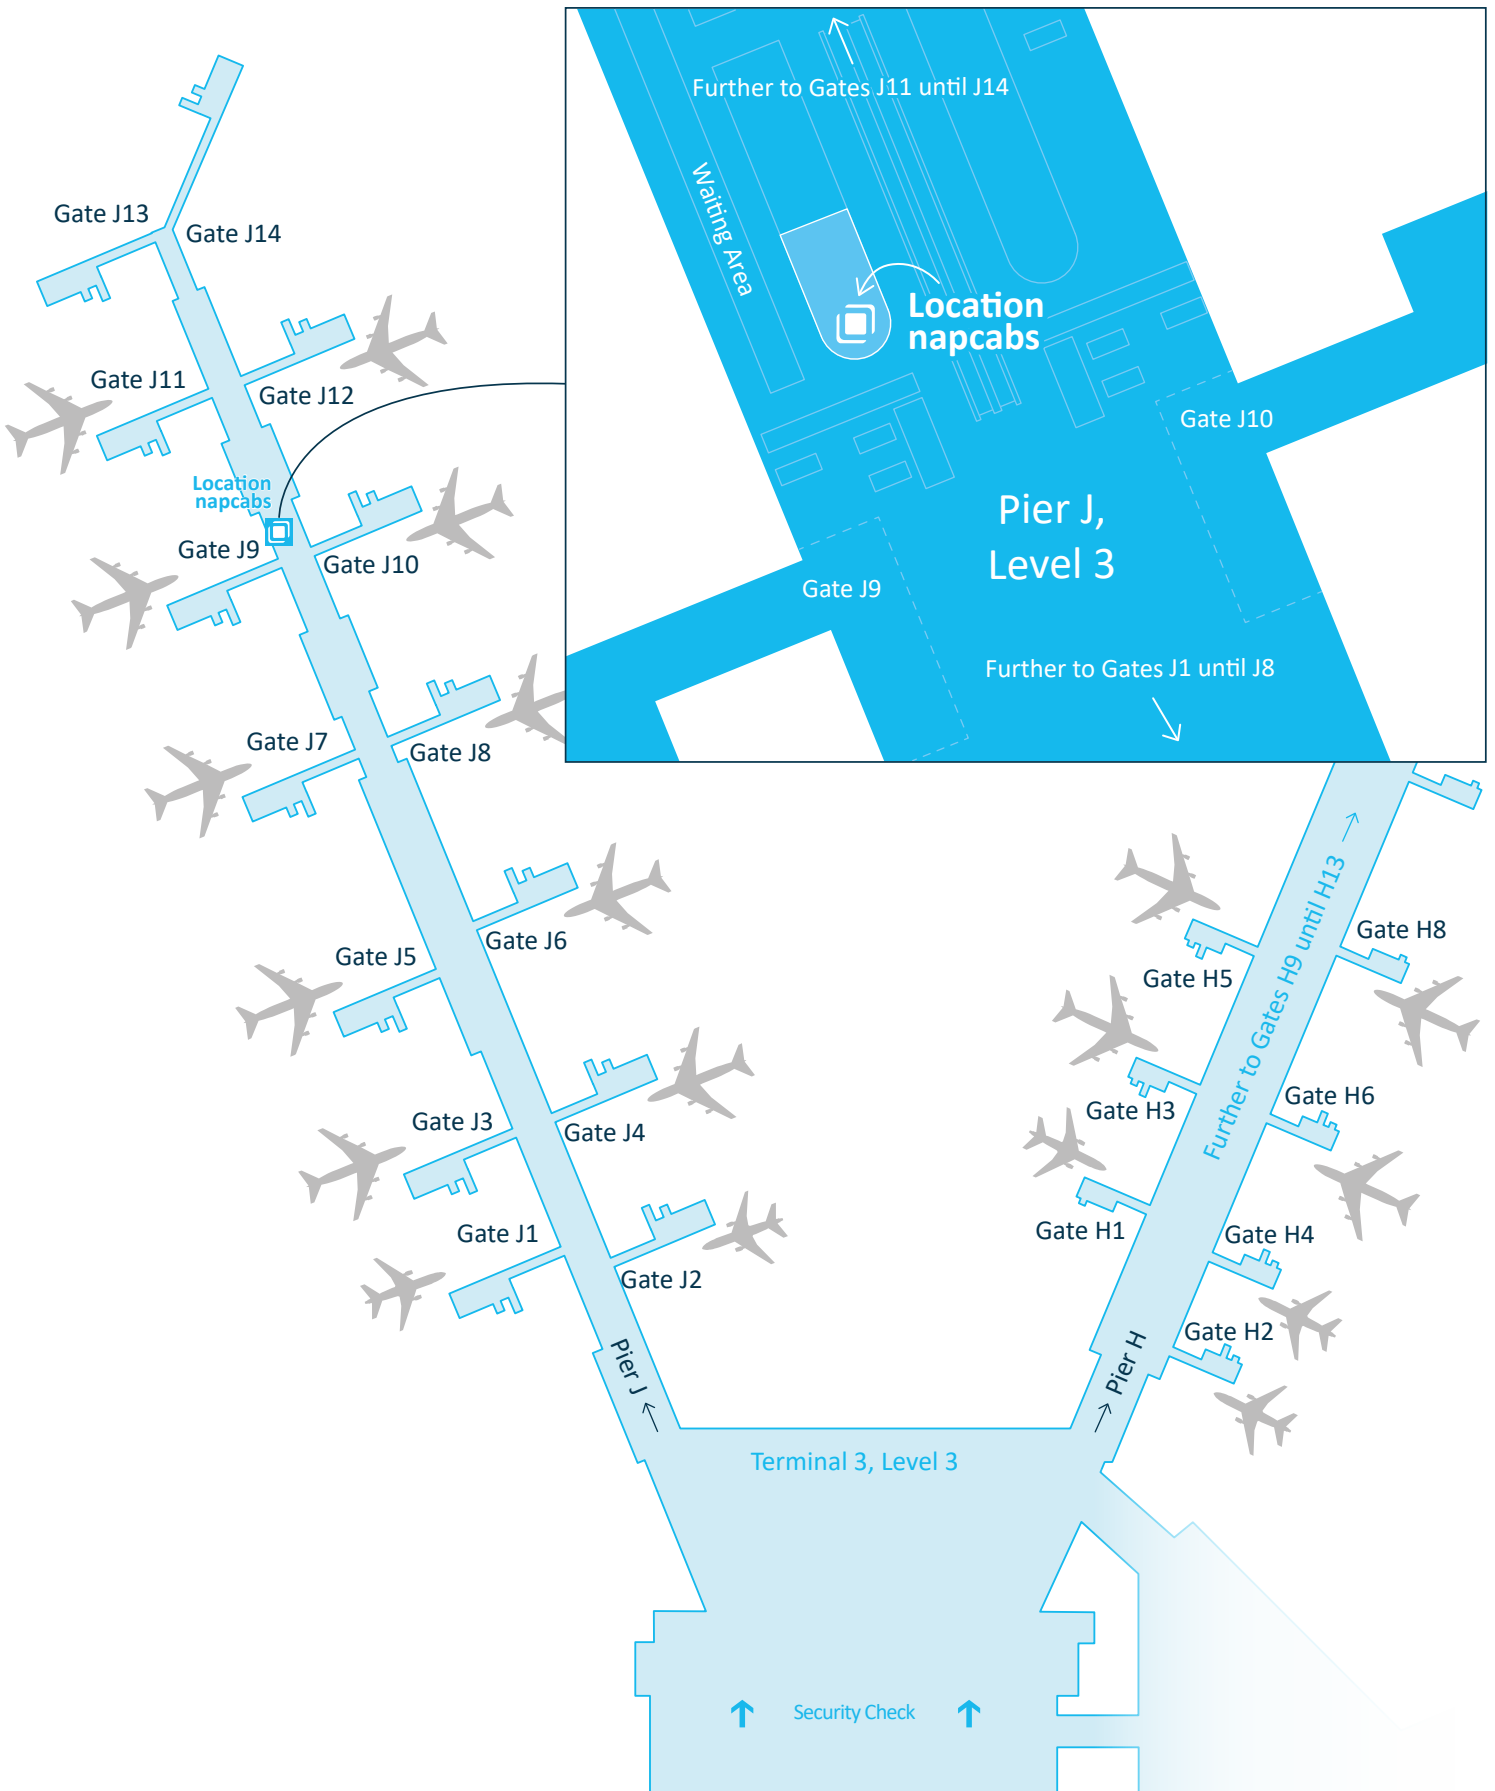 Further to Gates J11 until J14
Waiting Area
Location
napcabs
Gate J10
Pier J,
Level 3
Gate J9
Further to Gates J1 until J8
Gate J13
Gate J14
Gate J11
Gate J12
Location
napcabs
Gate J9
Gate J10
Gate J7
Gate J8
Gate J5
Gate J6
Gate J3
Gate J4
Gate J1
Gate J2
Pier J
Further to Gates H9 until H13
Gate H8
Gate H5
Gate H6
Gate H3
Gate H1
Gate H4
Gate H2
Pier H
Terminal 3, Level 3
Security Check